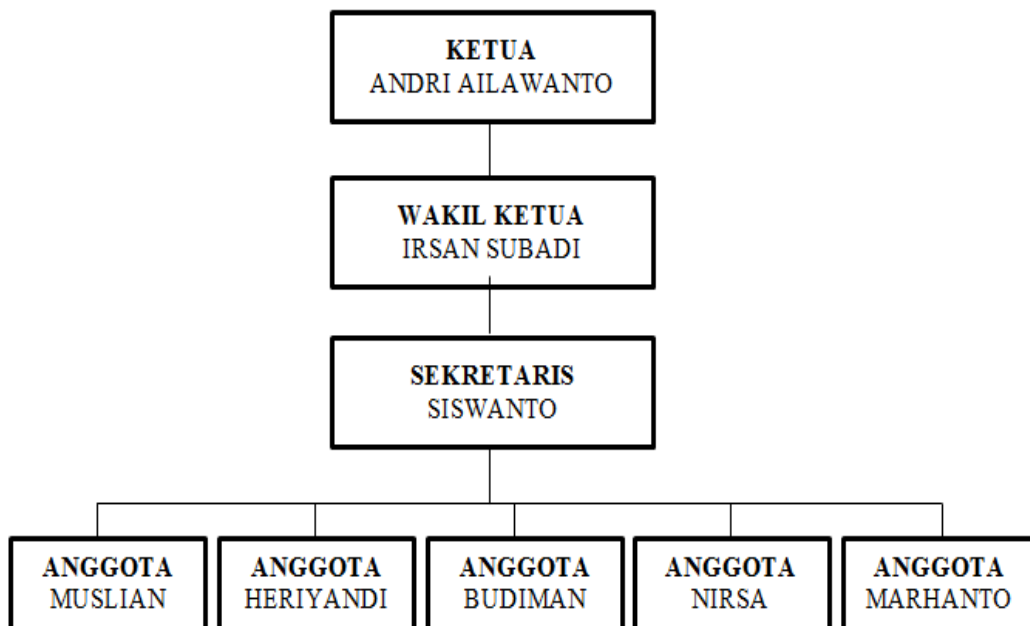 KETUA
ANDRI AILAWANTO
WAKIL KETUA
IRSAN SUBADI
SEKRETARIS
SISWANTO
ANGGOTA
MUSLIAN
ANGGOTA
HERIYANDI
ANGGOTA
BUDIMAN
ANGGOTA
NIRSA
ANGGOTA
MARHANTO